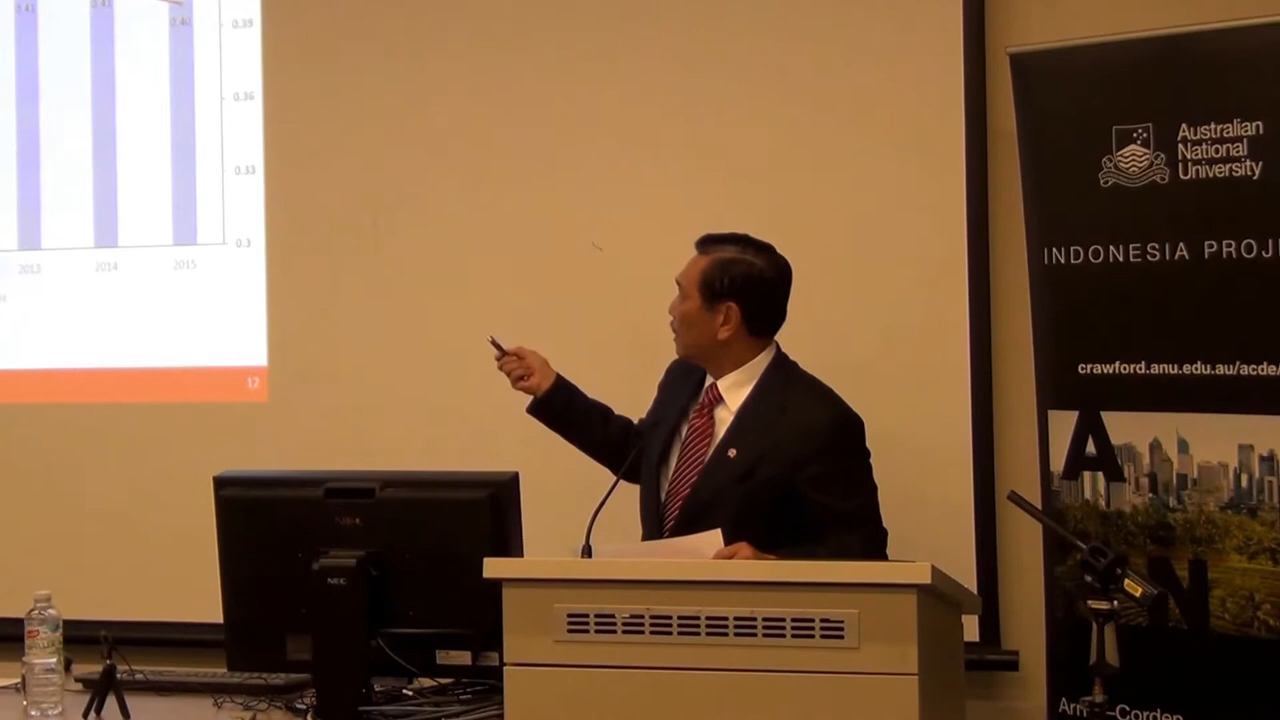 0.41
0.41
0.40
0.39
0.36
0.33
0.3
2013
2014
2015
12
Australian
National
University
INDONESIA
crawford.anu.edu.au/acde/
A
N
NEC
NEC